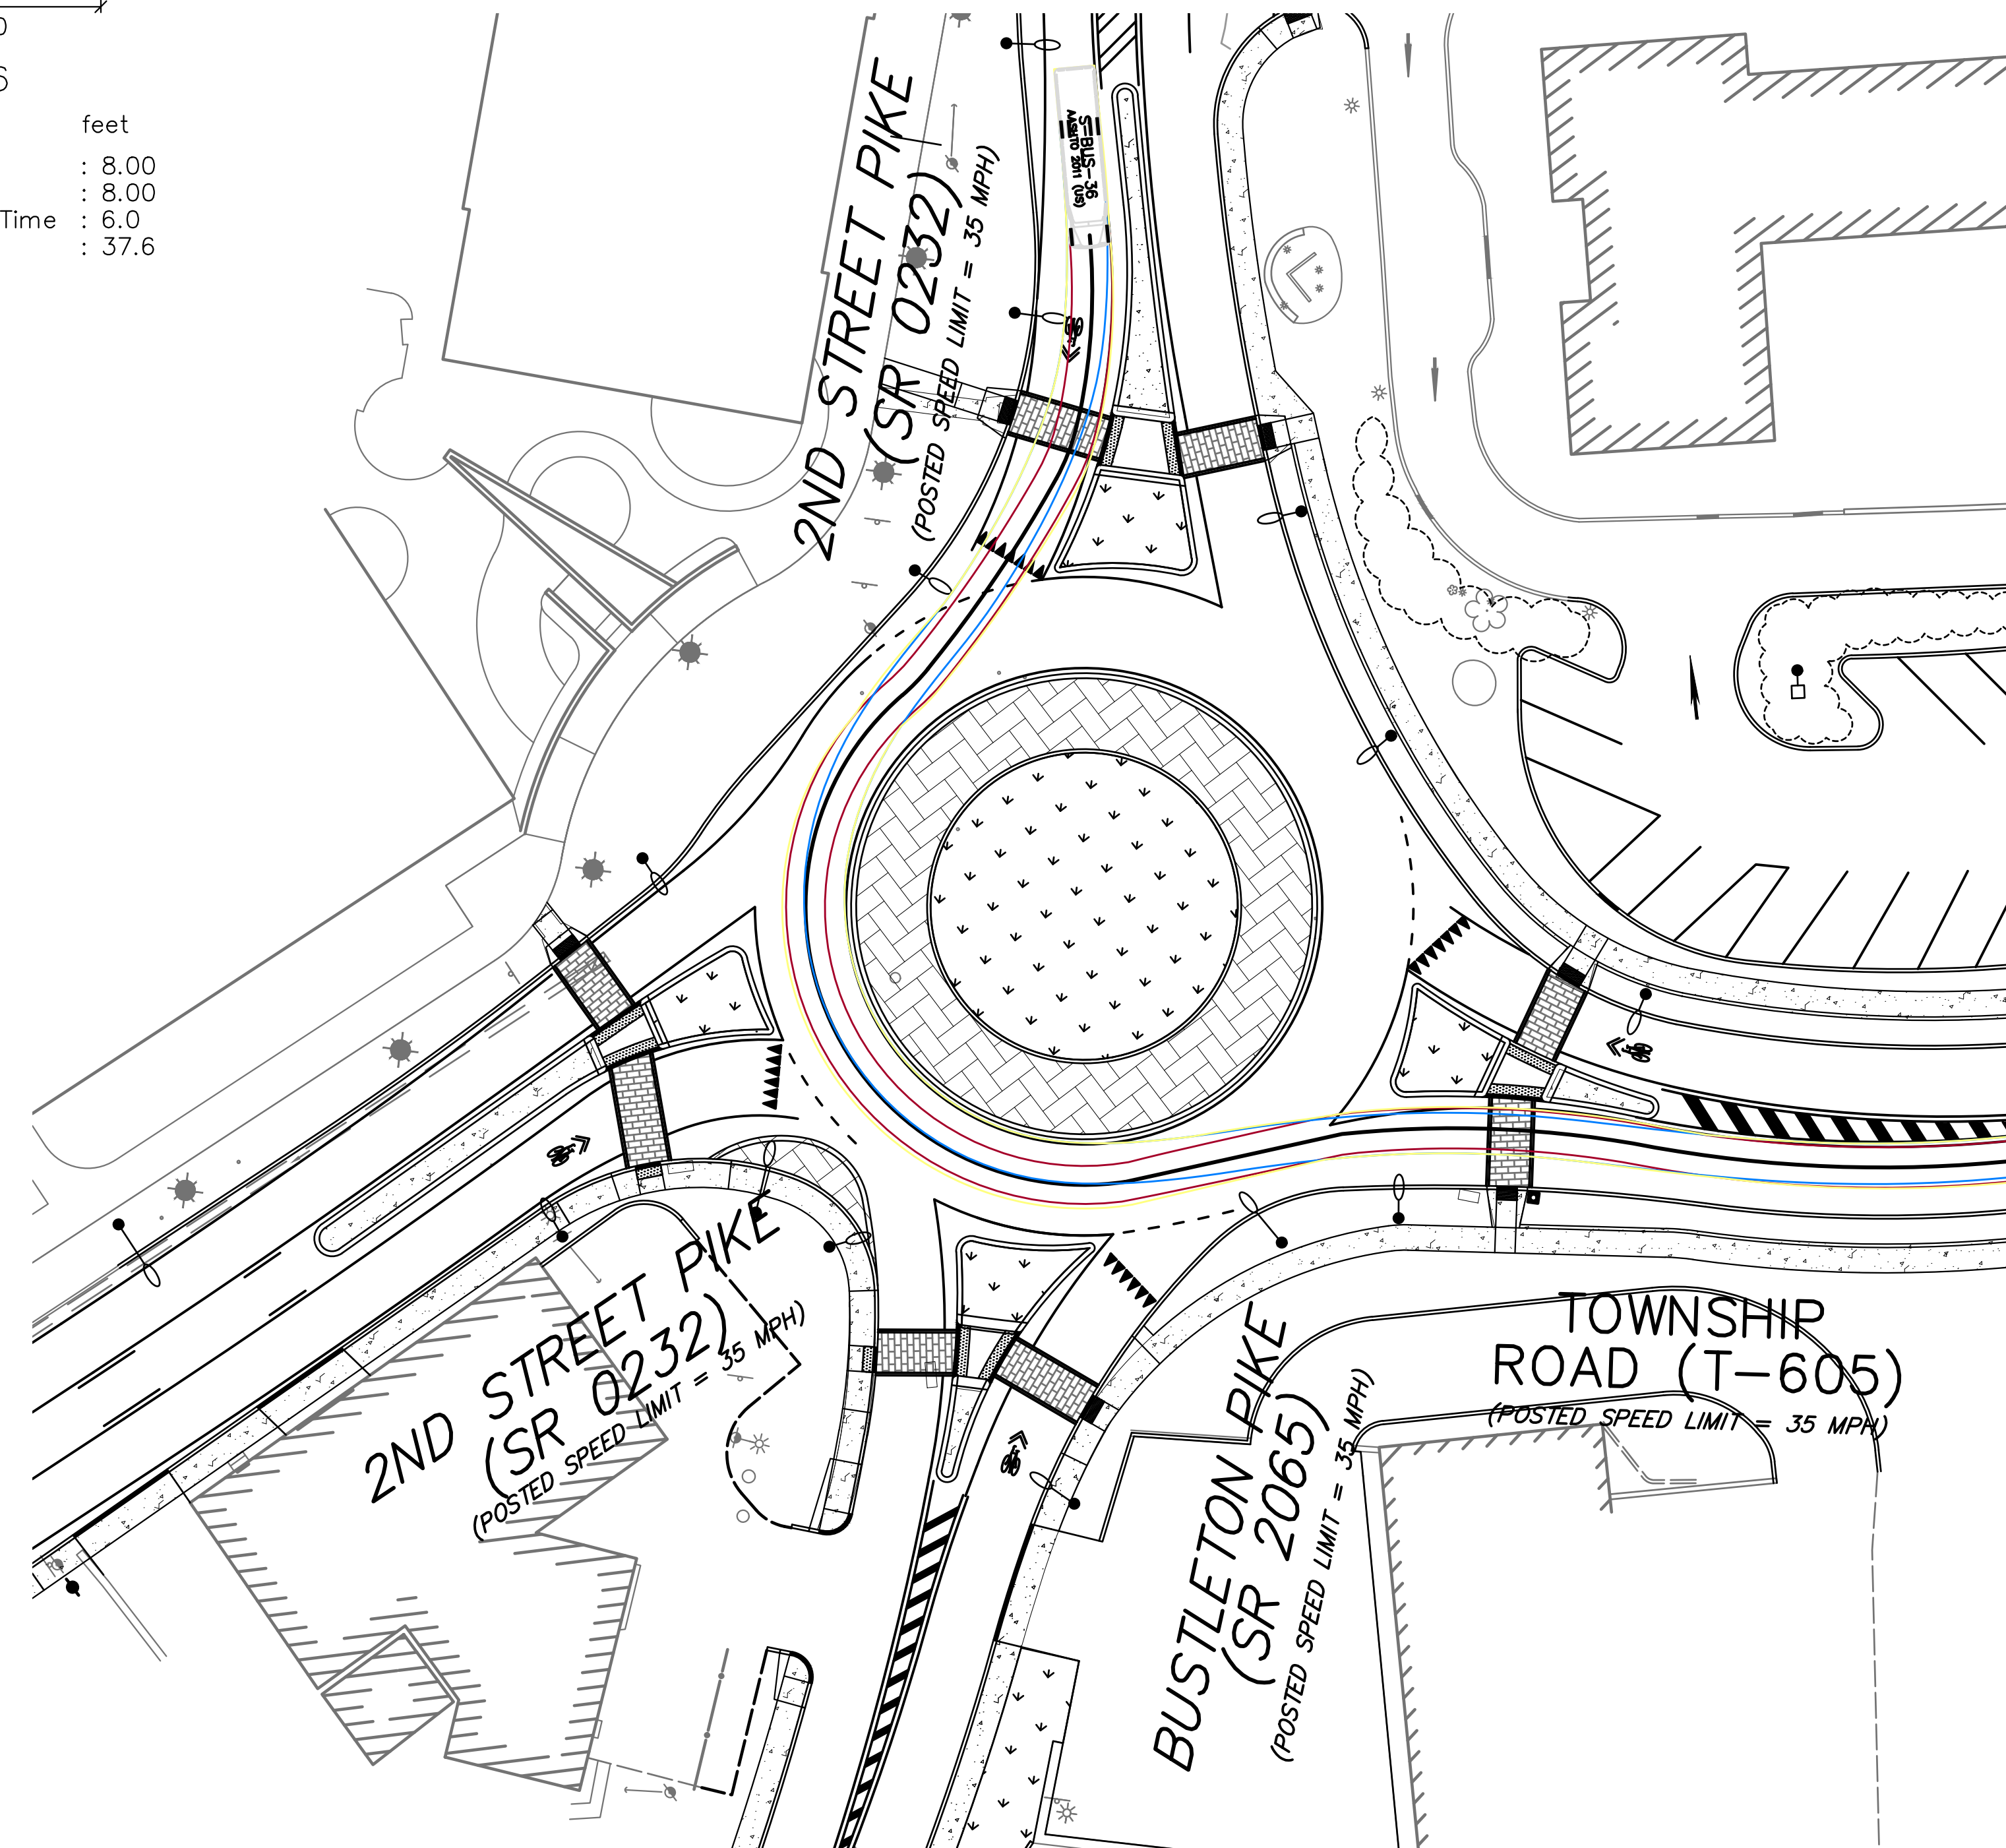 0
6
feet
: 8.00
: 8.00
Time : 6.0
: 37.6
S-BUS-36
AASHTO 2011 (US)
2ND STREET PIKE
(SR 0232)
(POSTED SPEED LIMIT = 35 MPH)
2ND STREET PIKE
(SR 0232)
(POSTED SPEED LIMIT = 35 MPH)
BUSTLETON PIKE
(SR 2065)
(POSTED SPEED LIMIT = 35 MPH)
TOWNSHIP
ROAD (T-605)
(POSTED SPEED LIMIT = 35 MPH)